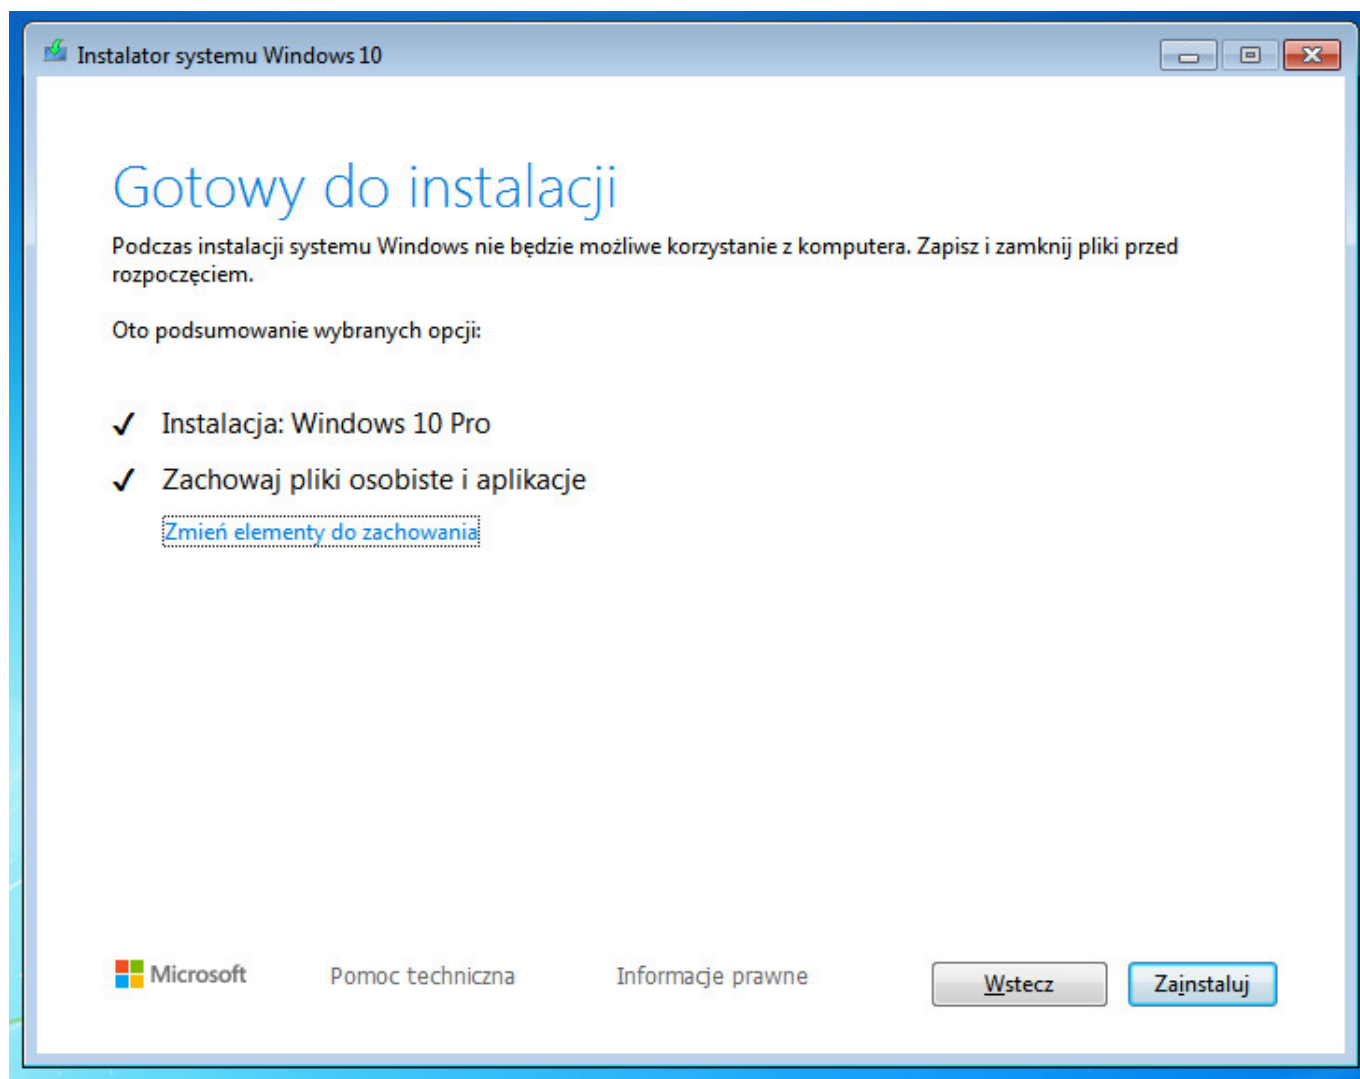 Instalator systemu Windows 10
Gotowy do instalacji
Podczas instalacji systemu Windows nie będzie możliwe korzystanie z komputera. Zapisz i zamknij pliki przed
rozpoczęciem.
Oto podsumowanie wybranych opcji:
✓ Instalacja: Windows 10 Pro
✓ Zachowaj pliki osobiste i aplikacje
Zmień elementy do zachowania
Microsoft Pomoc techniczna Informacje prawne Wstecz Zainstaluj